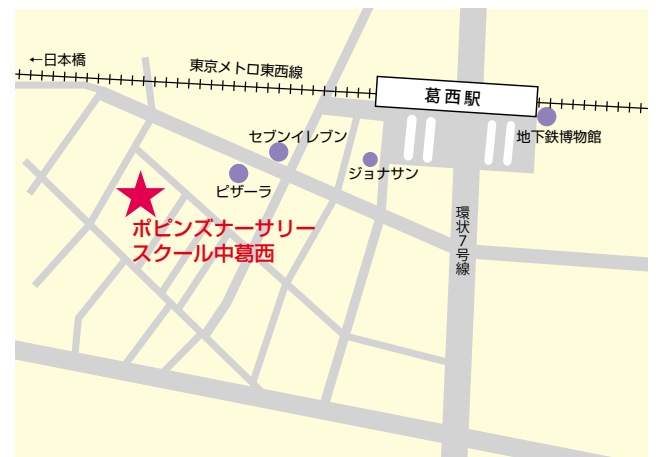 ←日本橋
東京メトロ東西線
葛西駅
地下鉄博物館
セブンイレブン
ジョナサン
ピザーラ
ポピンズナーサリー
スクール中葛西
環状7号線